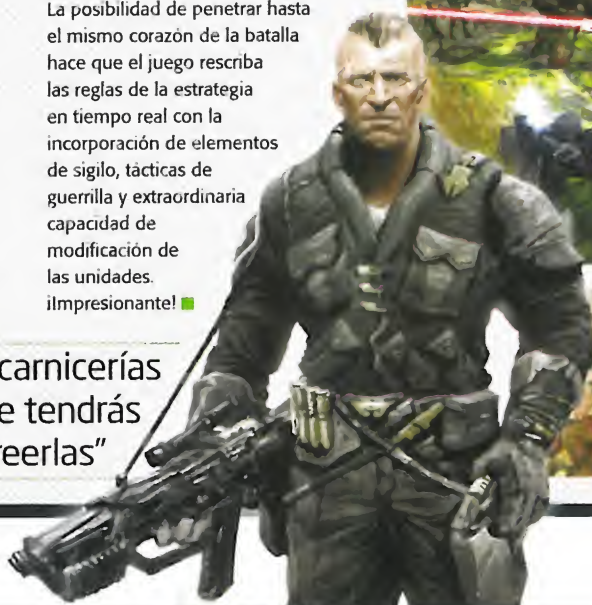 La posibilidad de penetrar hasta
el mismo corazón de la batalla
hace que el juego rescriba
las reglas de la estrategia
en tiempo real con la
incorporación de elementos
de sigilo, tácticas de
guerrilla y extraordinaria
capacidad de
modificación de
las unidades.
¡Impresionante!
carnicerías
e tendrás
reerlas”